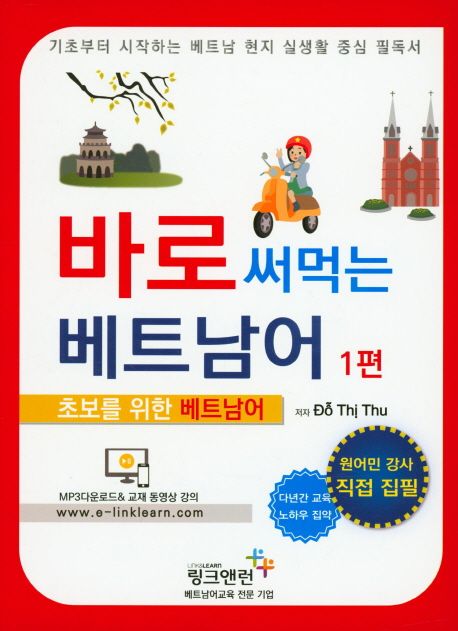 기초부터 시작하는 베트남 현지 실생활 중심 필독서
바로 써먹는
베트남어 1편
초보를 위한 베트남어
저자 Đỗ Thị Thu
원어민 강사
직접 집필
다년간 교육
노하우 집약
MP3다운로드& 교재 동영상 강의
www.e-linklearn.com
LINK&LEARN
링크앤런
베트남어교육 전문 기업